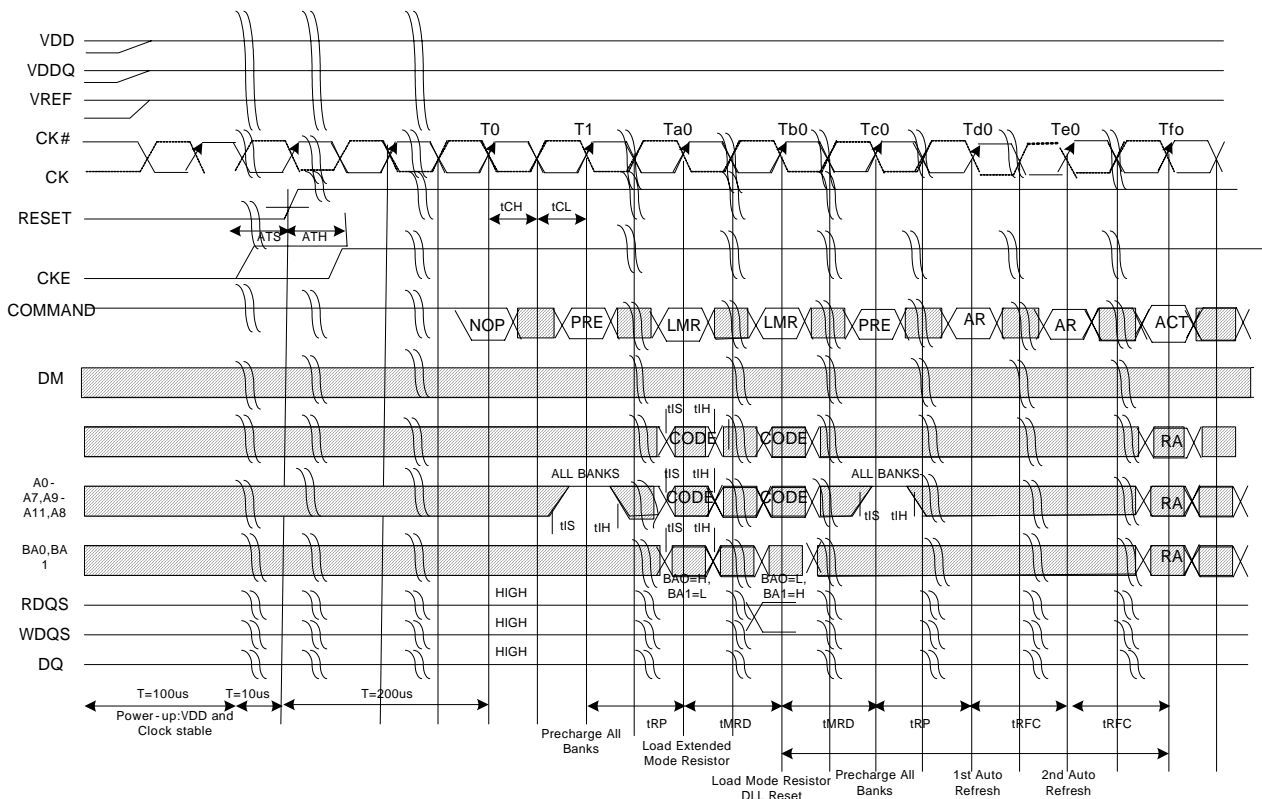 VDD
VDDQ
VREF
CK#
CK
T0 T1 Ta0 Tb0 Tc0 Td0 Te0 Tfo
RESET
tCH tCL
ATS ATH
CKE
COMMAND
NOP PRE LMR LMR PRE AR AR ACT
DM
tIS tIH
CODE CODE RA
ALL BANKS tIS tIH ALL BANKS
A0-
A7,A9-
A11,A8
CODE CODE RA
tIS tIH tIS tIH tIS tIH
BA0,BA
1
RA
BAO=H,
BA1=L
BAO=L,
BA1=H
RDQS HIGH
WDQS HIGH
DQ HIGH
T=100us T=10us T=200us
Power-up:VDD and
Clock stable
tRP tMRD tMRD tRP tRFC tRFC
Precharge All
Banks
Load Extended
Mode Resistor
Load Mode Resistor
DLL Reset
Precharge All
Banks
1st Auto
Refresh
2nd Auto
Refresh